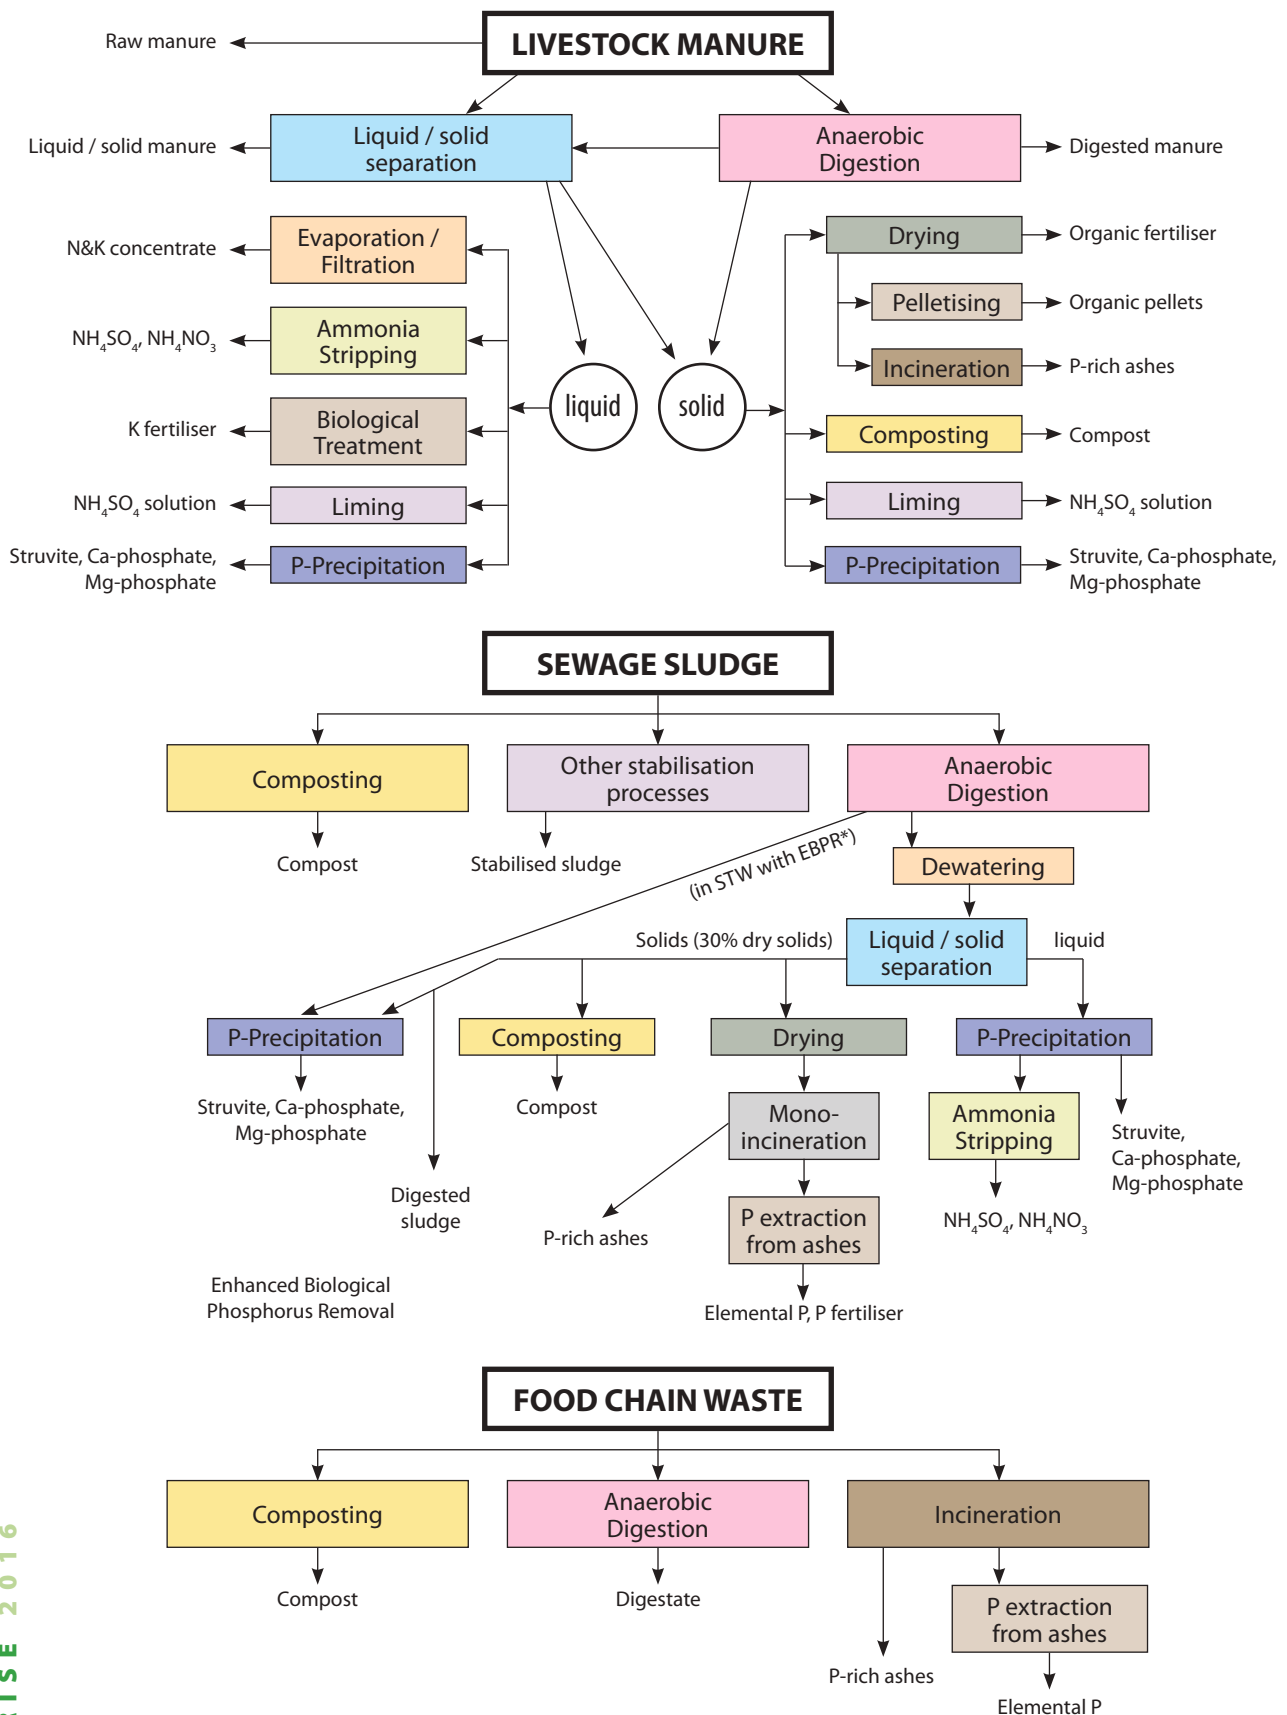 LIVESTOCK MANURE
Raw manure
Liquid / solid
separation
Anaerobic
Digestion
Liquid / solid manure
Digested manure
Evaporation /
Filtration
N&K concentrate
Ammonia
Stripping
NH₄SO₄, NH₄NO₃
Biological
Treatment
K fertiliser
Liming
NH₄SO₄ solution
P-Precipitation
Struvite, Ca-phosphate,
Mg-phosphate
liquid
solid
Drying
Organic fertiliser
Pelletising
Organic pellets
Incineration
P-rich ashes
Composting
Compost
Liming
NH₄SO₄ solution
P-Precipitation
Struvite, Ca-phosphate,
Mg-phosphate
SEWAGE SLUDGE
Composting
Other stabilisation
processes
Anaerobic
Digestion
Compost
Stabilised sludge
(in STW with EBPR*)
Dewatering
Solids (30% dry solids)
Liquid / solid
separation
liquid
P-Precipitation
Composting
Drying
P-Precipitation
Struvite, Ca-phosphate,
Mg-phosphate
Compost
Mono-
incineration
Ammonia
Stripping
Struvite,
Ca-phosphate,
Mg-phosphate
Digested
sludge
P-rich ashes
P extraction
from ashes
NH₄SO₄, NH₄NO₃
Enhanced Biological
Phosphorus Removal
Elemental P, P fertiliser
FOOD CHAIN WASTE
Composting
Anaerobic
Digestion
Incineration
Compost
Digestate
P extraction
from ashes
P-rich ashes
Elemental P
RISE 2016